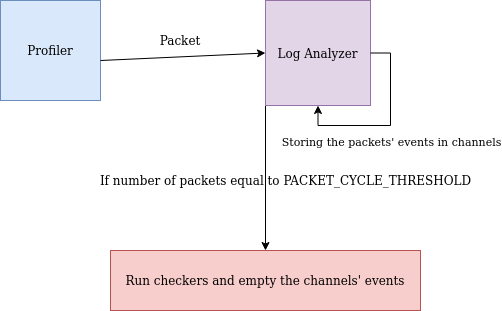 Profiler
Packet
Log Analyzer
Storing the packets' events in channels
If number of packets equal to PACKET_CYCLE_THRESHOLD
Run checkers and empty the channels' events